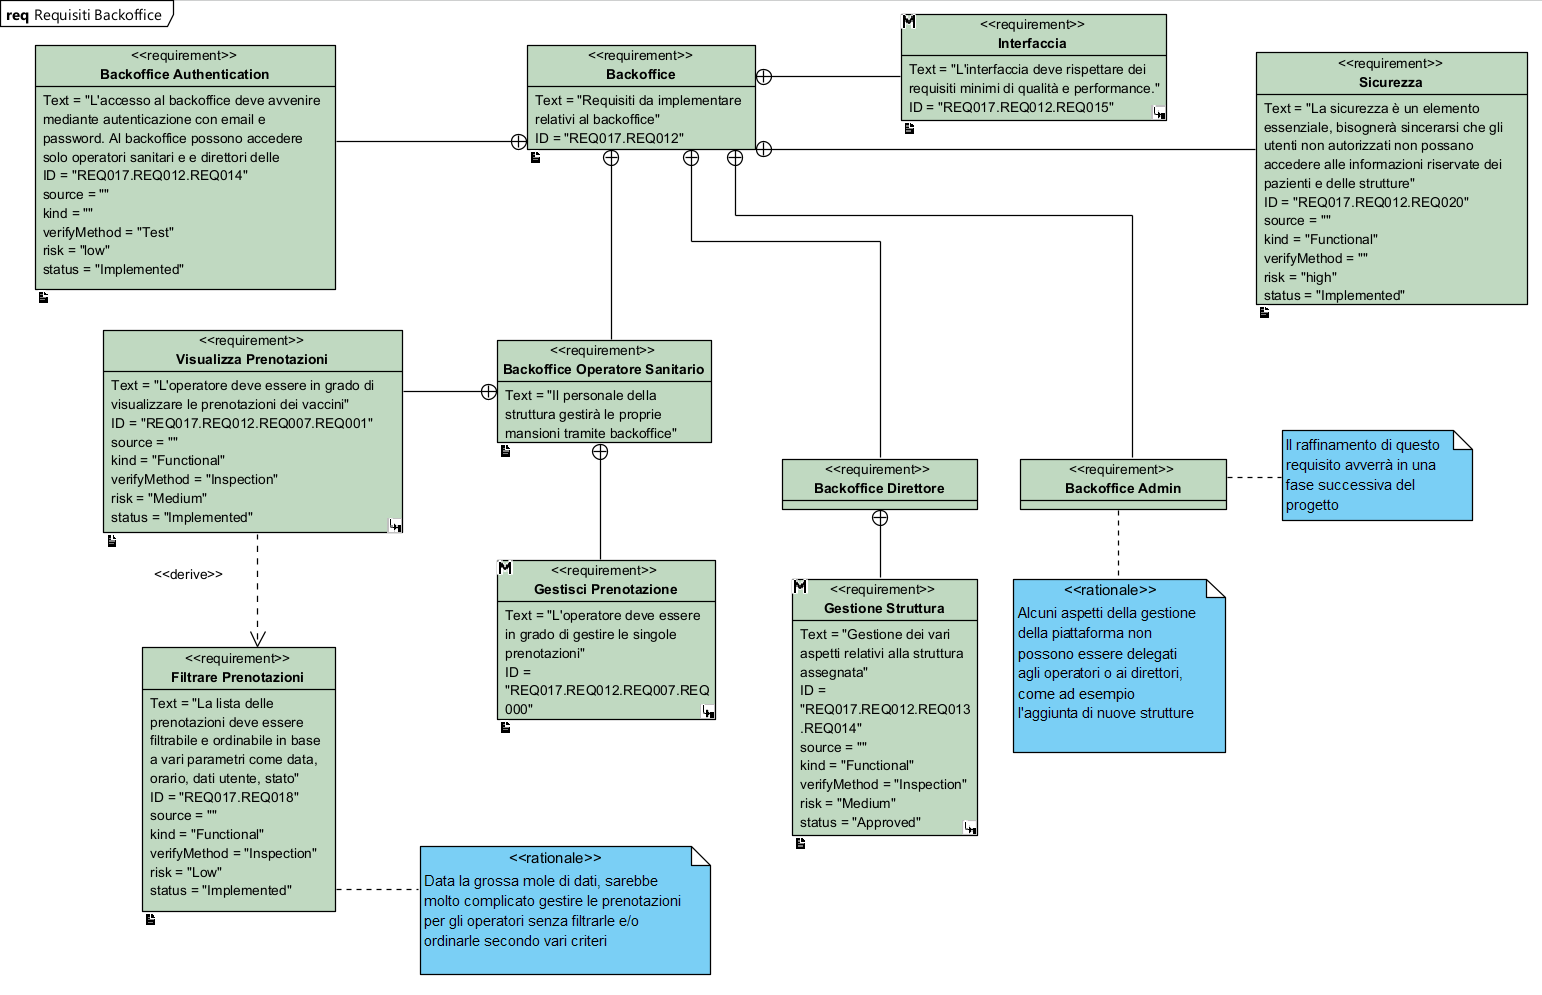 req Requisiti Backoffice
<<requirement>>
Backoffice Authentication
Text = "L'accesso al backoffice deve avvenire
mediante autenticazione con email e
password. Al backoffice possono accedere
solo operatori sanitari e e direttori delle
ID = "REQ017.REQ012.REQ014"
source = ""
kind = ""
verifyMethod = "Test"
risk = "low"
status = "Implemented"
<<requirement>>
Backoffice
Text = "Requisiti da implementare
relativi al backoffice"
ID = "REQ017.REQ012"
<<requirement>>
Interfaccia
Text = "L'interfaccia deve rispettare dei
requisiti minimi di qualità e performance."
ID = "REQ017.REQ012.REQ015"
<<requirement>>
Sicurezza
Text = "La sicurezza è un elemento
essenziale, bisognerà sincerarsi che gli
utenti non autorizzati non possano
accedere alle informazioni riservate dei
pazienti e delle strutture"
ID = "REQ017.REQ012.REQ020"
source = ""
kind = "Functional"
verifyMethod = ""
risk = "high"
status = "Implemented"
<<requirement>>
Visualizza Prenotazioni
Text = "L'operatore deve essere in grado di
visualizzare le prenotazioni dei vaccini"
ID = "REQ017.REQ012.REQ007.REQ001"
source = ""
kind = "Functional"
verifyMethod = "Inspection"
risk = "Medium"
status = "Implemented"
<<requirement>>
Backoffice Operatore Sanitario
Text = "Il personale della
struttura gestirà le proprie
mansioni tramite backoffice"
<<requirement>>
Backoffice Direttore
<<requirement>>
Backoffice Admin
Il raffinamento di questo
requisito avverrà in una
fase successiva del
progetto
<<derive>>
<<requirement>>
Gestisci Prenotazione
Text = "L'operatore deve essere
in grado di gestire le singole
prenotazioni"
ID =
"REQ017.REQ012.REQ007.REQ
000"
<<requirement>>
Gestione Struttura
Text = "Gestione dei vari
aspetti relativi alla struttura
assegnata"
ID =
"REQ017.REQ012.REQ013
.REQ014"
source = ""
kind = "Functional"
verifyMethod = "Inspection"
risk = "Medium"
status = "Approved"
<<rationale>>
Alcuni aspetti della gestione
della piattaforma non
possono essere delegati
agli operatori o ai direttori,
come ad esempio
l'aggiunta di nuove strutture
<<requirement>>
Filtrare Prenotazioni
Text = "La lista delle
prenotazioni deve essere
filtrabile e ordinabile in base
a vari parametri come data,
orario, dati utente, stato"
ID = "REQ017.REQ018"
source = ""
kind = "Functional"
verifyMethod = "Inspection"
risk = "Low"
status = "Implemented"
<<rationale>>
Data la grossa mole di dati, sarebbe
molto complicato gestire le prenotazioni
per gli operatori senza filtrarle e/o
ordinarle secondo vari criteri